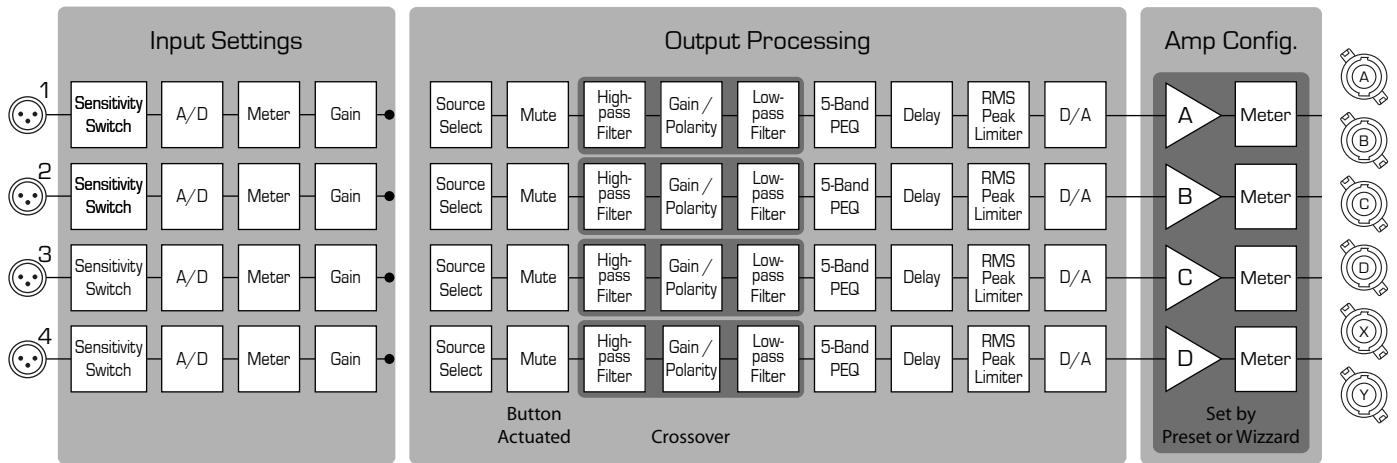 Input Settings
Output Processing
Amp Config.
1
Sensitivity
Switch
A/D
Meter
Gain
Source
Select
Mute
High-
pass
Filter
Gain /
Polarity
Low-
pass
Filter
5-Band
PEQ
Delay
RMS
Peak
Limiter
D/A
A
Meter
2
Sensitivity
Switch
A/D
Meter
Gain
Source
Select
Mute
High-
pass
Filter
Gain /
Polarity
Low-
pass
Filter
5-Band
PEQ
Delay
RMS
Peak
Limiter
D/A
B
Meter
3
Sensitivity
Switch
A/D
Meter
Gain
Source
Select
Mute
High-
pass
Filter
Gain /
Polarity
Low-
pass
Filter
5-Band
PEQ
Delay
RMS
Peak
Limiter
D/A
C
Meter
4
Sensitivity
Switch
A/D
Meter
Gain
Source
Select
Mute
High-
pass
Filter
Gain /
Polarity
Low-
pass
Filter
5-Band
PEQ
Delay
RMS
Peak
Limiter
D/A
D
Meter
Button
Actuated
Crossover
Set by
Preset or Wizzard
A
B
C
D
X
Y